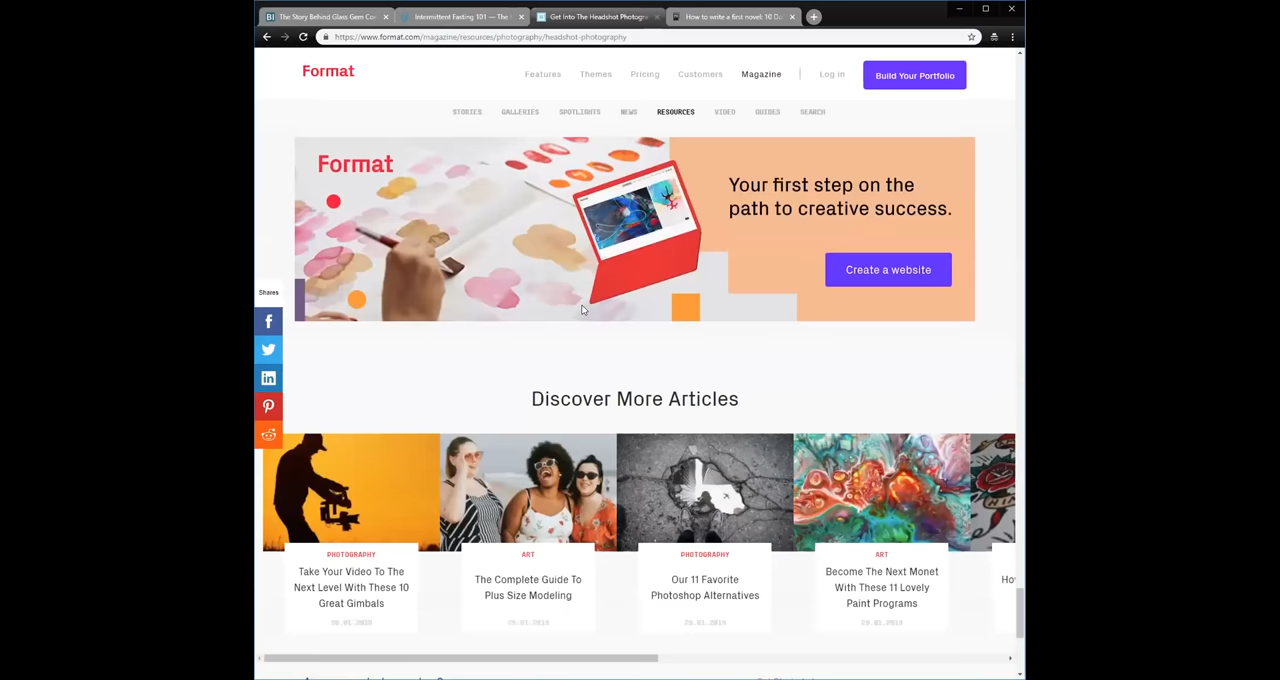 The Story Behind Glass Gem Co
Intermittent Fasting 101 — The
Get Into The Headshot Photogra
How to write a first novel: 10 Du
https://www.format.com/magazine/resources/photography/headshot-photography
Format
Features
Themes
Pricing
Customers
Magazine
Log in
Build Your Portfolio
STORIES
GALLERIES
SPOTLIGHTS
NEWS
RESOURCES
VIDEO
GUIDES
SEARCH
Format
Your first step on the
path to creative success.
Create a website
Shares
Discover More Articles
PHOTOGRAPHY
Take Your Video To The
Next Level With These 10
Great Gimbals
ART
The Complete Guide To
Plus Size Modeling
PHOTOGRAPHY
Our 11 Favorite
Photoshop Alternatives
ART
Become The Next Monet
With These 11 Lovely
Paint Programs